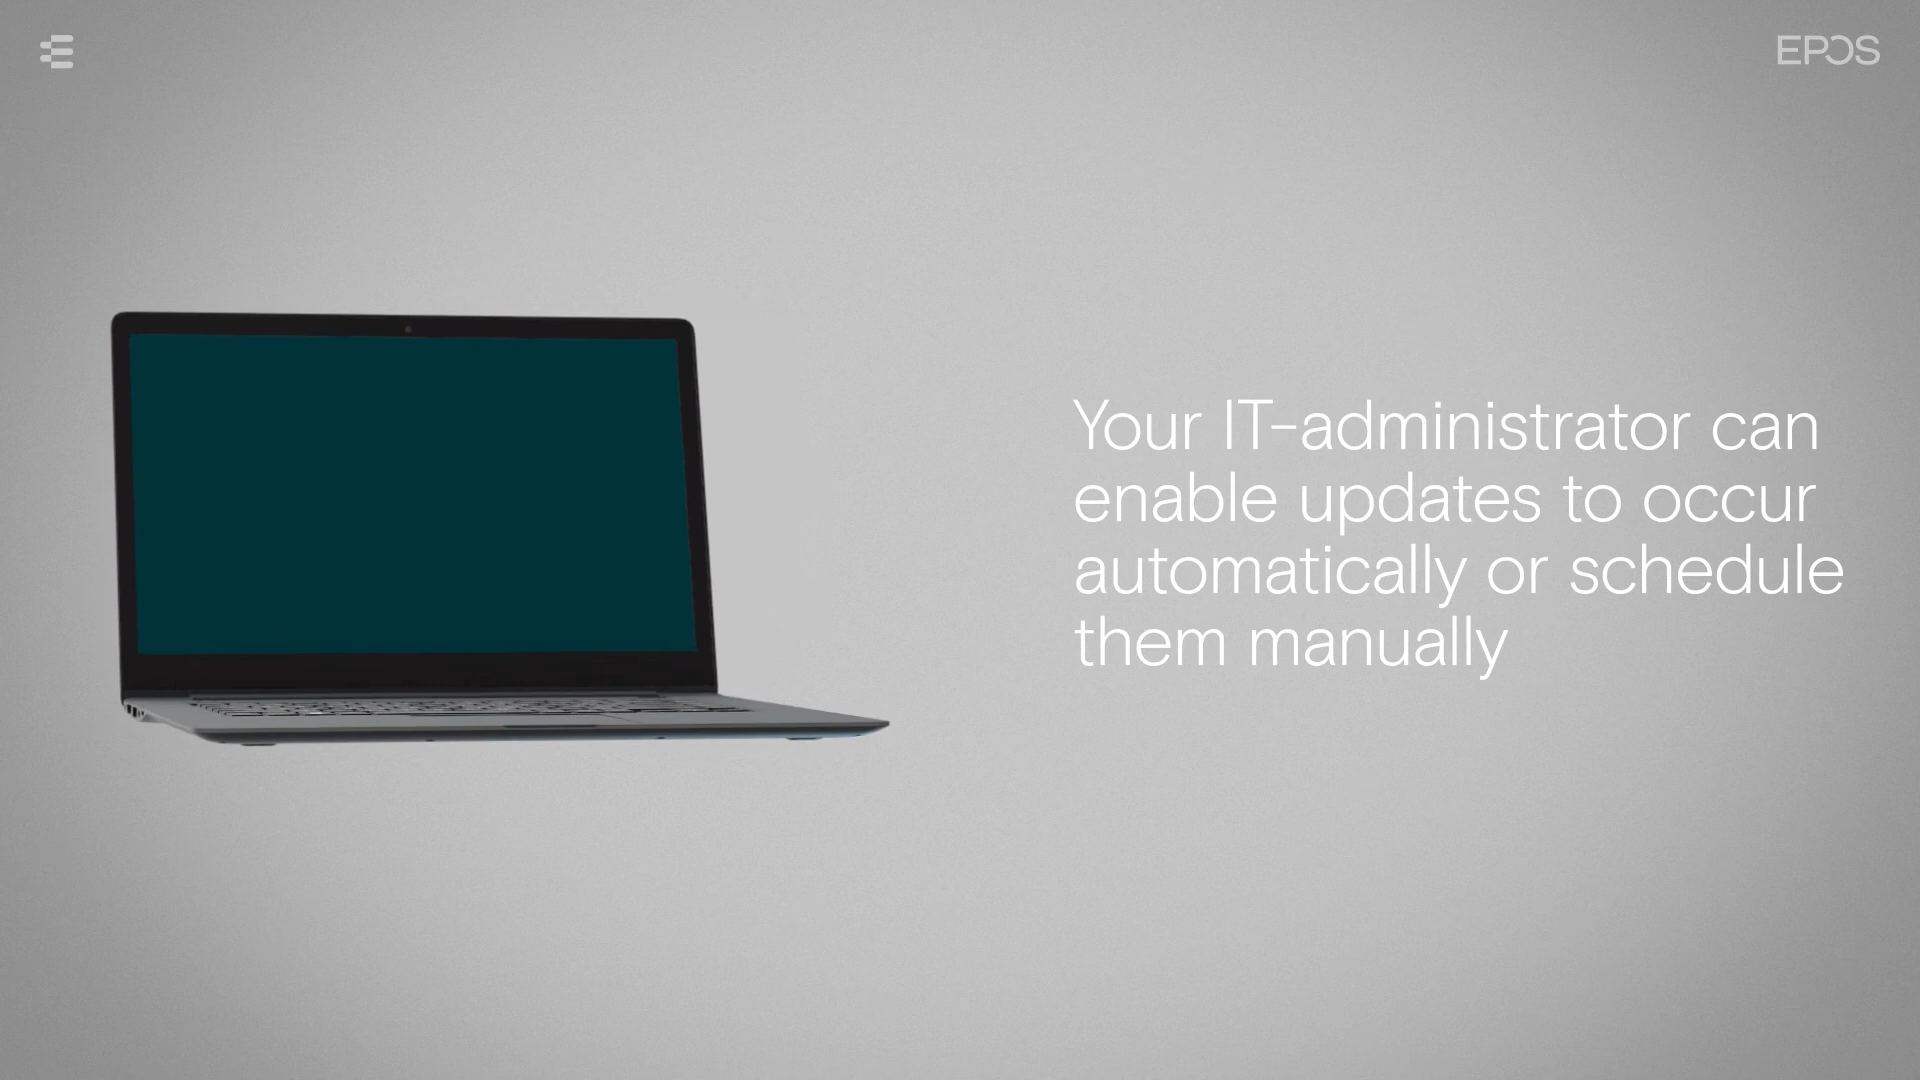 EPOS
Your IT-administrator can
enable updates to occur
automatically or schedule
them manually